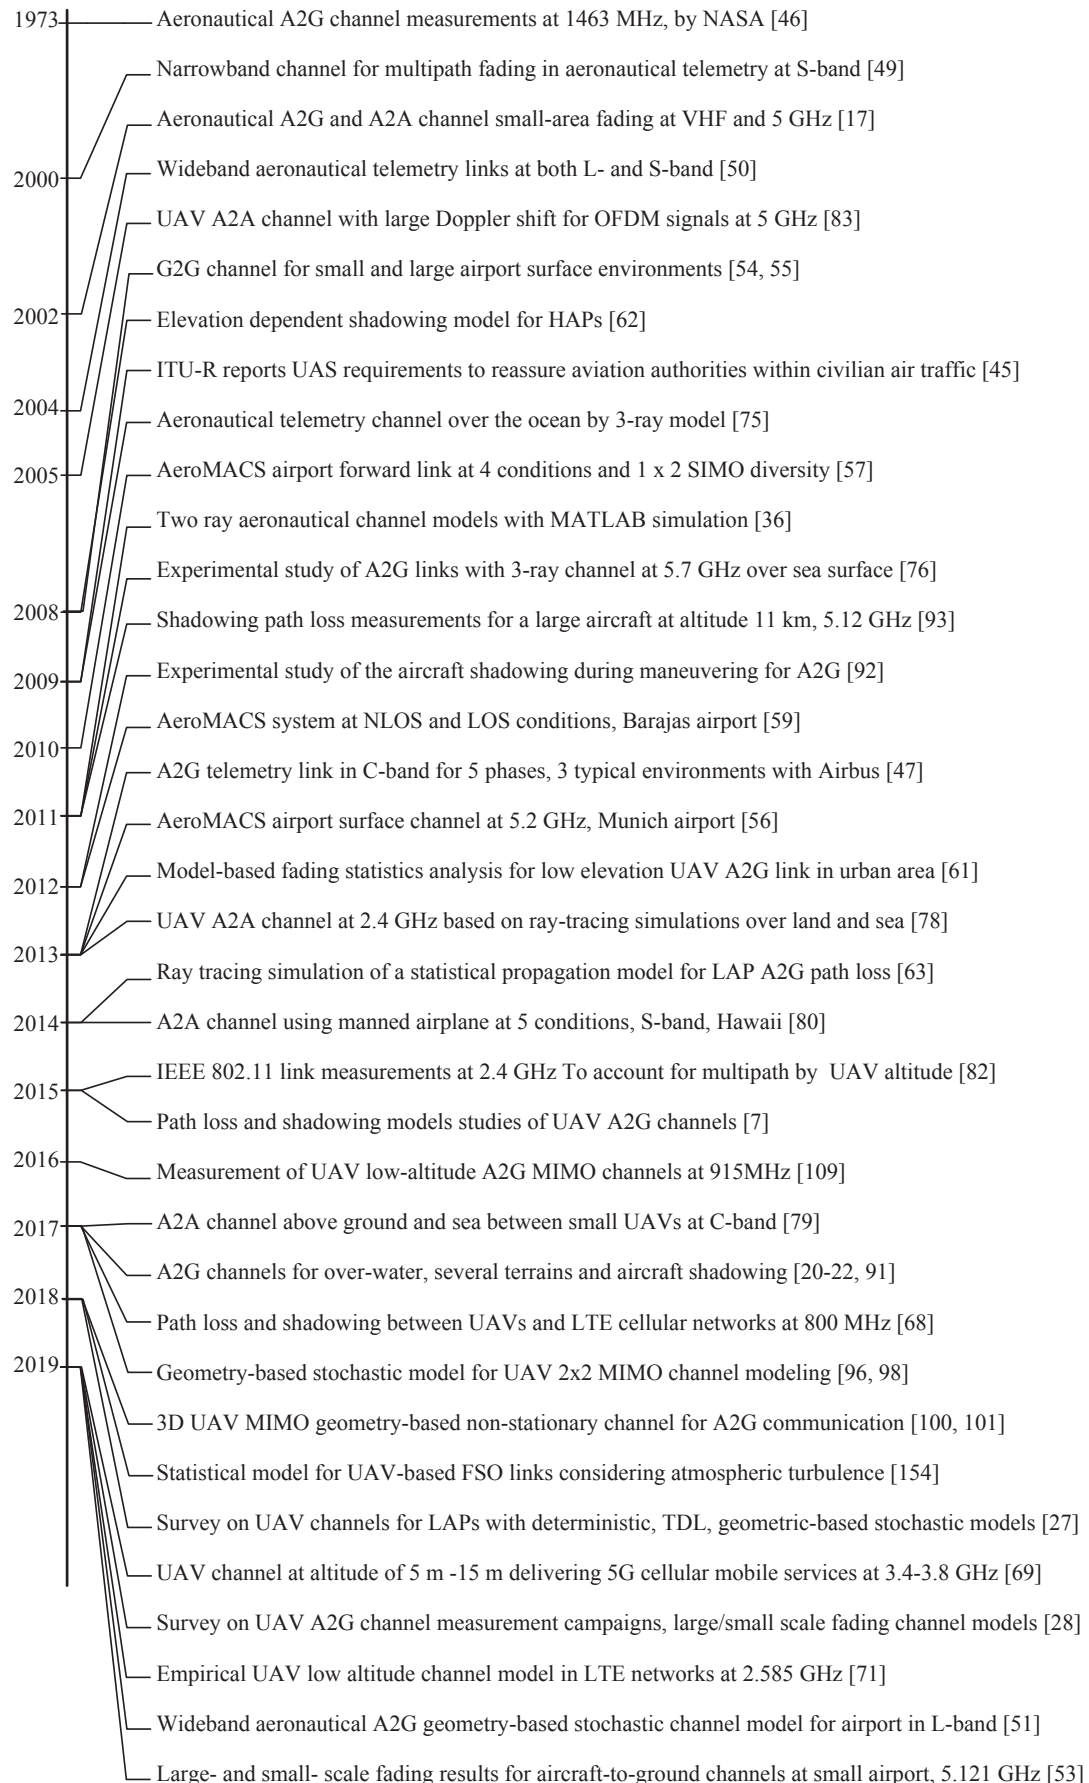 1973 Aeronautical A2G channel measurements at 1463 MHz, by NASA [46]
Narrowband channel for multipath fading in aeronautical telemetry at S-band [49]
Aeronautical A2G and A2A channel small-area fading at VHF and 5 GHz [17]
Wideband aeronautical telemetry links at both L- and S-band [50]
2000
UAV A2A channel with large Doppler shift for OFDM signals at 5 GHz [83]
G2G channel for small and large airport surface environments [54, 55]
2002
Elevation dependent shadowing model for HAPs [62]
ITU-R reports UAS requirements to reassure aviation authorities within civilian air traffic [45]
2004
Aeronautical telemetry channel over the ocean by 3-ray model [75]
2005
AeroMACS airport forward link at 4 conditions and 1 x 2 SIMO diversity [57]
Two ray aeronautical channel models with MATLAB simulation [36]
Experimental study of A2G links with 3-ray channel at 5.7 GHz over sea surface [76]
2008
Shadowing path loss measurements for a large aircraft at altitude 11 km, 5.12 GHz [93]
Experimental study of the aircraft shadowing during maneuvering for A2G [92]
2009
AeroMACS system at NLOS and LOS conditions, Barajas airport [59]
2010
A2G telemetry link in C-band for 5 phases, 3 typical environments with Airbus [47]
2011
AeroMACS airport surface channel at 5.2 GHz, Munich airport [56]
Model-based fading statistics analysis for low elevation UAV A2G link in urban area [61]
2012
UAV A2A channel at 2.4 GHz based on ray-tracing simulations over land and sea [78]
2013
Ray tracing simulation of a statistical propagation model for LAP A2G path loss [63]
2014 A2A channel using manned airplane at 5 conditions, S-band, Hawaii [80]
IEEE 802.11 link measurements at 2.4 GHz To account for multipath by UAV altitude [82]
2015
Path loss and shadowing models studies of UAV A2G channels [7]
2016
Measurement of UAV low-altitude A2G MIMO channels at 915MHz [109]
2017 A2A channel above ground and sea between small UAVs at C-band [79]
A2G channels for over-water, several terrains and aircraft shadowing [20-22, 91]
2018
Path loss and shadowing between UAVs and LTE cellular networks at 800 MHz [68]
2019 Geometry-based stochastic model for UAV 2x2 MIMO channel modeling [96, 98]
3D UAV MIMO geometry-based non-stationary channel for A2G communication [100, 101]
Statistical model for UAV-based FSO links considering atmospheric turbulence [154]
Survey on UAV channels for LAPs with deterministic, TDL, geometric-based stochastic models [27]
UAV channel at altitude of 5 m -15 m delivering 5G cellular mobile services at 3.4-3.8 GHz [69]
Survey on UAV A2G channel measurement campaigns, large/small scale fading channel models [28]
Empirical UAV low altitude channel model in LTE networks at 2.585 GHz [71]
Wideband aeronautical A2G geometry-based stochastic channel model for airport in L-band [51]
Large- and small- scale fading results for aircraft-to-ground channels at small airport, 5.121 GHz [53]